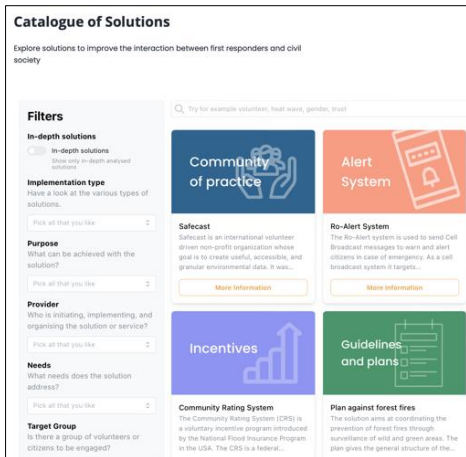 Catalogue of Solutions
Explore solutions to improve the interaction between first responders and civil
society
Filters
In-depth solutions
In-depth solutions
Show only in-depth analysed
solutions
Implementation type
Have a look at the various types of
solutions.
Pick all that you like
Purpose
What can be achieved with the
solution?
Pick all that you like
Provider
Who is initiating, implementing, and
organising the solution or service?
Pick all that you like
Needs
What needs does the solution
address?
Pick all that you like
Target Group
Is there a group of volunteers or
citizens to be engaged?
Try for example volunteer, heat wave, gender, trust
Community
of practice
Safecast
Safecast is an international volunteer
driven non-profit organization whose
goal is to create useful, accessible, and
granular environmental data. It was...
More Information
Alert
System
Ro-Alert System
The Ro-Alert system is used to send Cell
Broadcast messages to warn and alert
citizens in case of emergency. As a cell
broadcast system it targets...
More Information
Incentives
Community Rating System
The Community Rating System (CRS) is
a voluntary incentive program introduced
by the National Flood Insurance Program
in the USA. The CRS is a federal...
Guidelines
and plans
Plan against forest fires
The solution aims at coordinating the
prevention of forest fires through
surveillance of wild and green areas. The
plan gives the general structure of the...